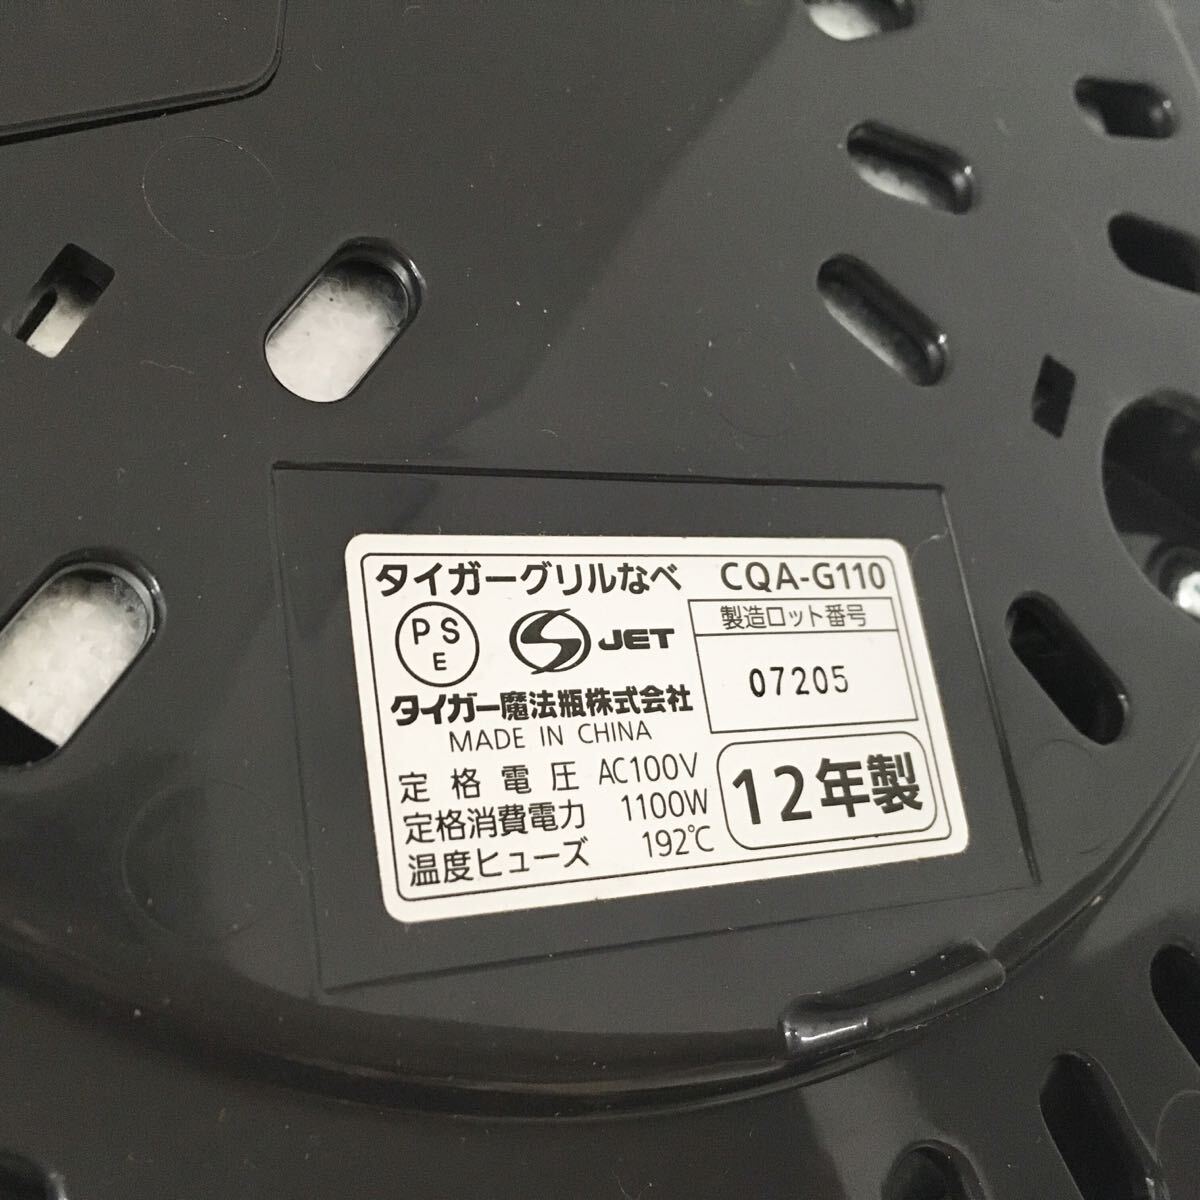 タイガーグリルなべ CQA-G110
PS
E
S JET
製造ロット番号
07205
タイガー魔法瓶株式会社
MADE IN CHINA
定格電圧 AC100V
定格消費電力 1100W
温度ヒューズ 192℃
12年製